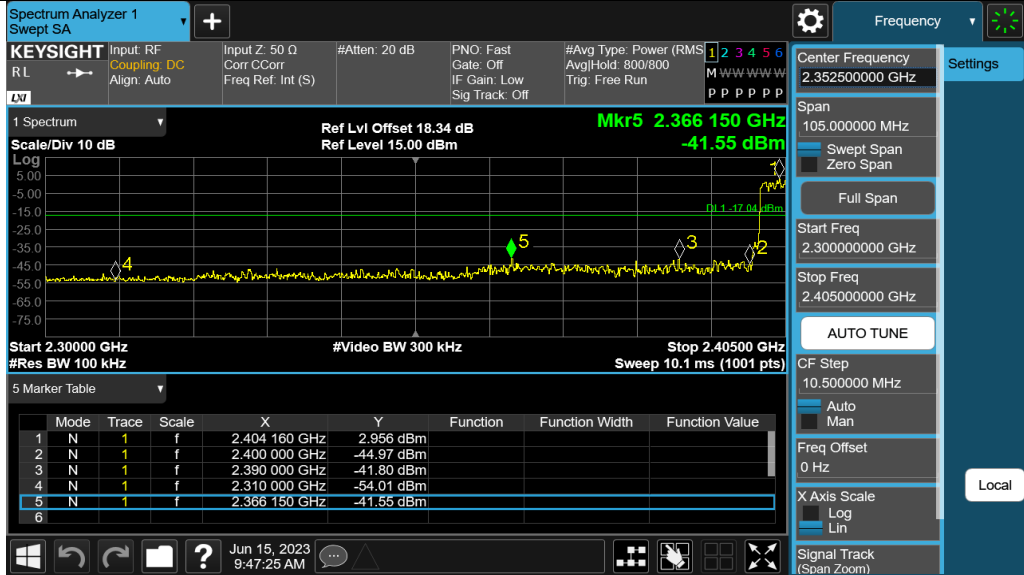 Spectrum Analyzer 1
Swept SA
Frequency
KEYSIGHT
RL
LXI
Input: RF
Coupling: DC
Align: Auto
Input Z: 50 Ω
Corr CCorr
Freq Ref: Int (S)
#Atten: 20 dB
PNO: Fast
Gate: Off
IF Gain: Low
Sig Track: Off
#Avg Type: Power (RMS
Avg|Hold: 800/800
Trig: Free Run
1 2 3 4 5 6
M W W W W W
P P P P P P
Center Frequency
2.352500000 GHz
Settings
Span
105.000000 MHz
Swept Span
Zero Span
Full Span
Start Freq
2.300000000 GHz
Stop Freq
2.405000000 GHz
AUTO TUNE
CF Step
10.500000 MHz
Auto
Man
Freq Offset
0 Hz
X Axis Scale
Log
Lin
Signal Track
(Span Zoom)
Local
1 Spectrum
Scale/Div 10 dB
Ref Lvl Offset 18.34 dB
Ref Level 15.00 dBm
Mkr5 2.366 150 GHz
-41.55 dBm
Log
5.00
-5.00
-15.0
-25.0
-35.0
-45.0
-55.0
-65.0
-75.0
DL1 -17.04 dBm
1
4
5
3
2
Start 2.30000 GHz
#Video BW 300 kHz
Stop 2.40500 GHz
#Res BW 100 kHz
Sweep 10.1 ms (1001 pts)
5 Marker Table
Mode Trace Scale X Y Function Function Width Function Value
1 N 1 f 2.404 160 GHz 2.956 dBm
2 N 1 f 2.400 000 GHz -44.97 dBm
3 N 1 f 2.390 000 GHz -41.80 dBm
4 N 1 f 2.310 000 GHz -54.01 dBm
5 N 1 f 2.366 150 GHz -41.55 dBm
6
?
Jun 15, 2023
9:47:25 AM